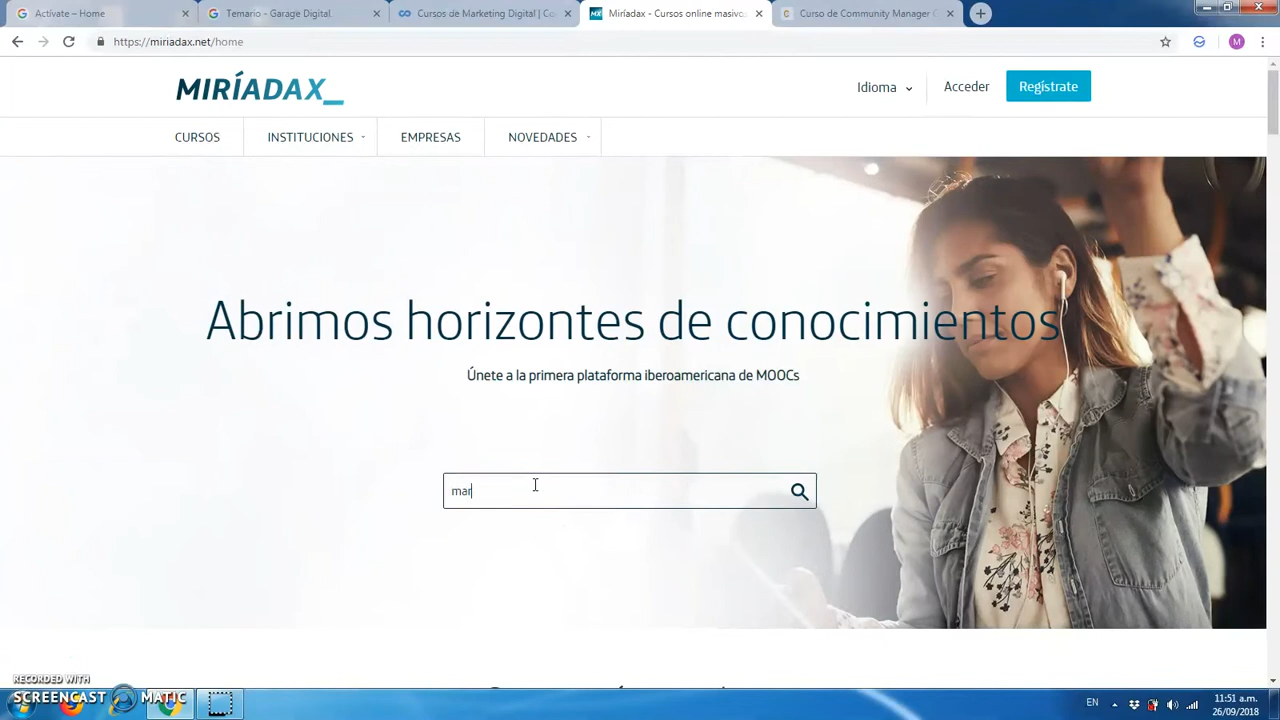 Actívate – Home
Temario - Garage Digital
Cursos de Marketing Digital | Co
Miríadax - Cursos online masivos
Curso de Community Manager G
https://miriadax.net/home
M
MIRÍADAX_
Idioma
Acceder
Regístrate
CURSOS
INSTITUCIONES
EMPRESAS
NOVEDADES
Abrimos horizontes de conocimientos
Únete a la primera plataforma iberoamericana de MOOCs
mar
RECORDED WITH
SCREENCAST MATIC
EN
11:51 a.m.
26/09/2018